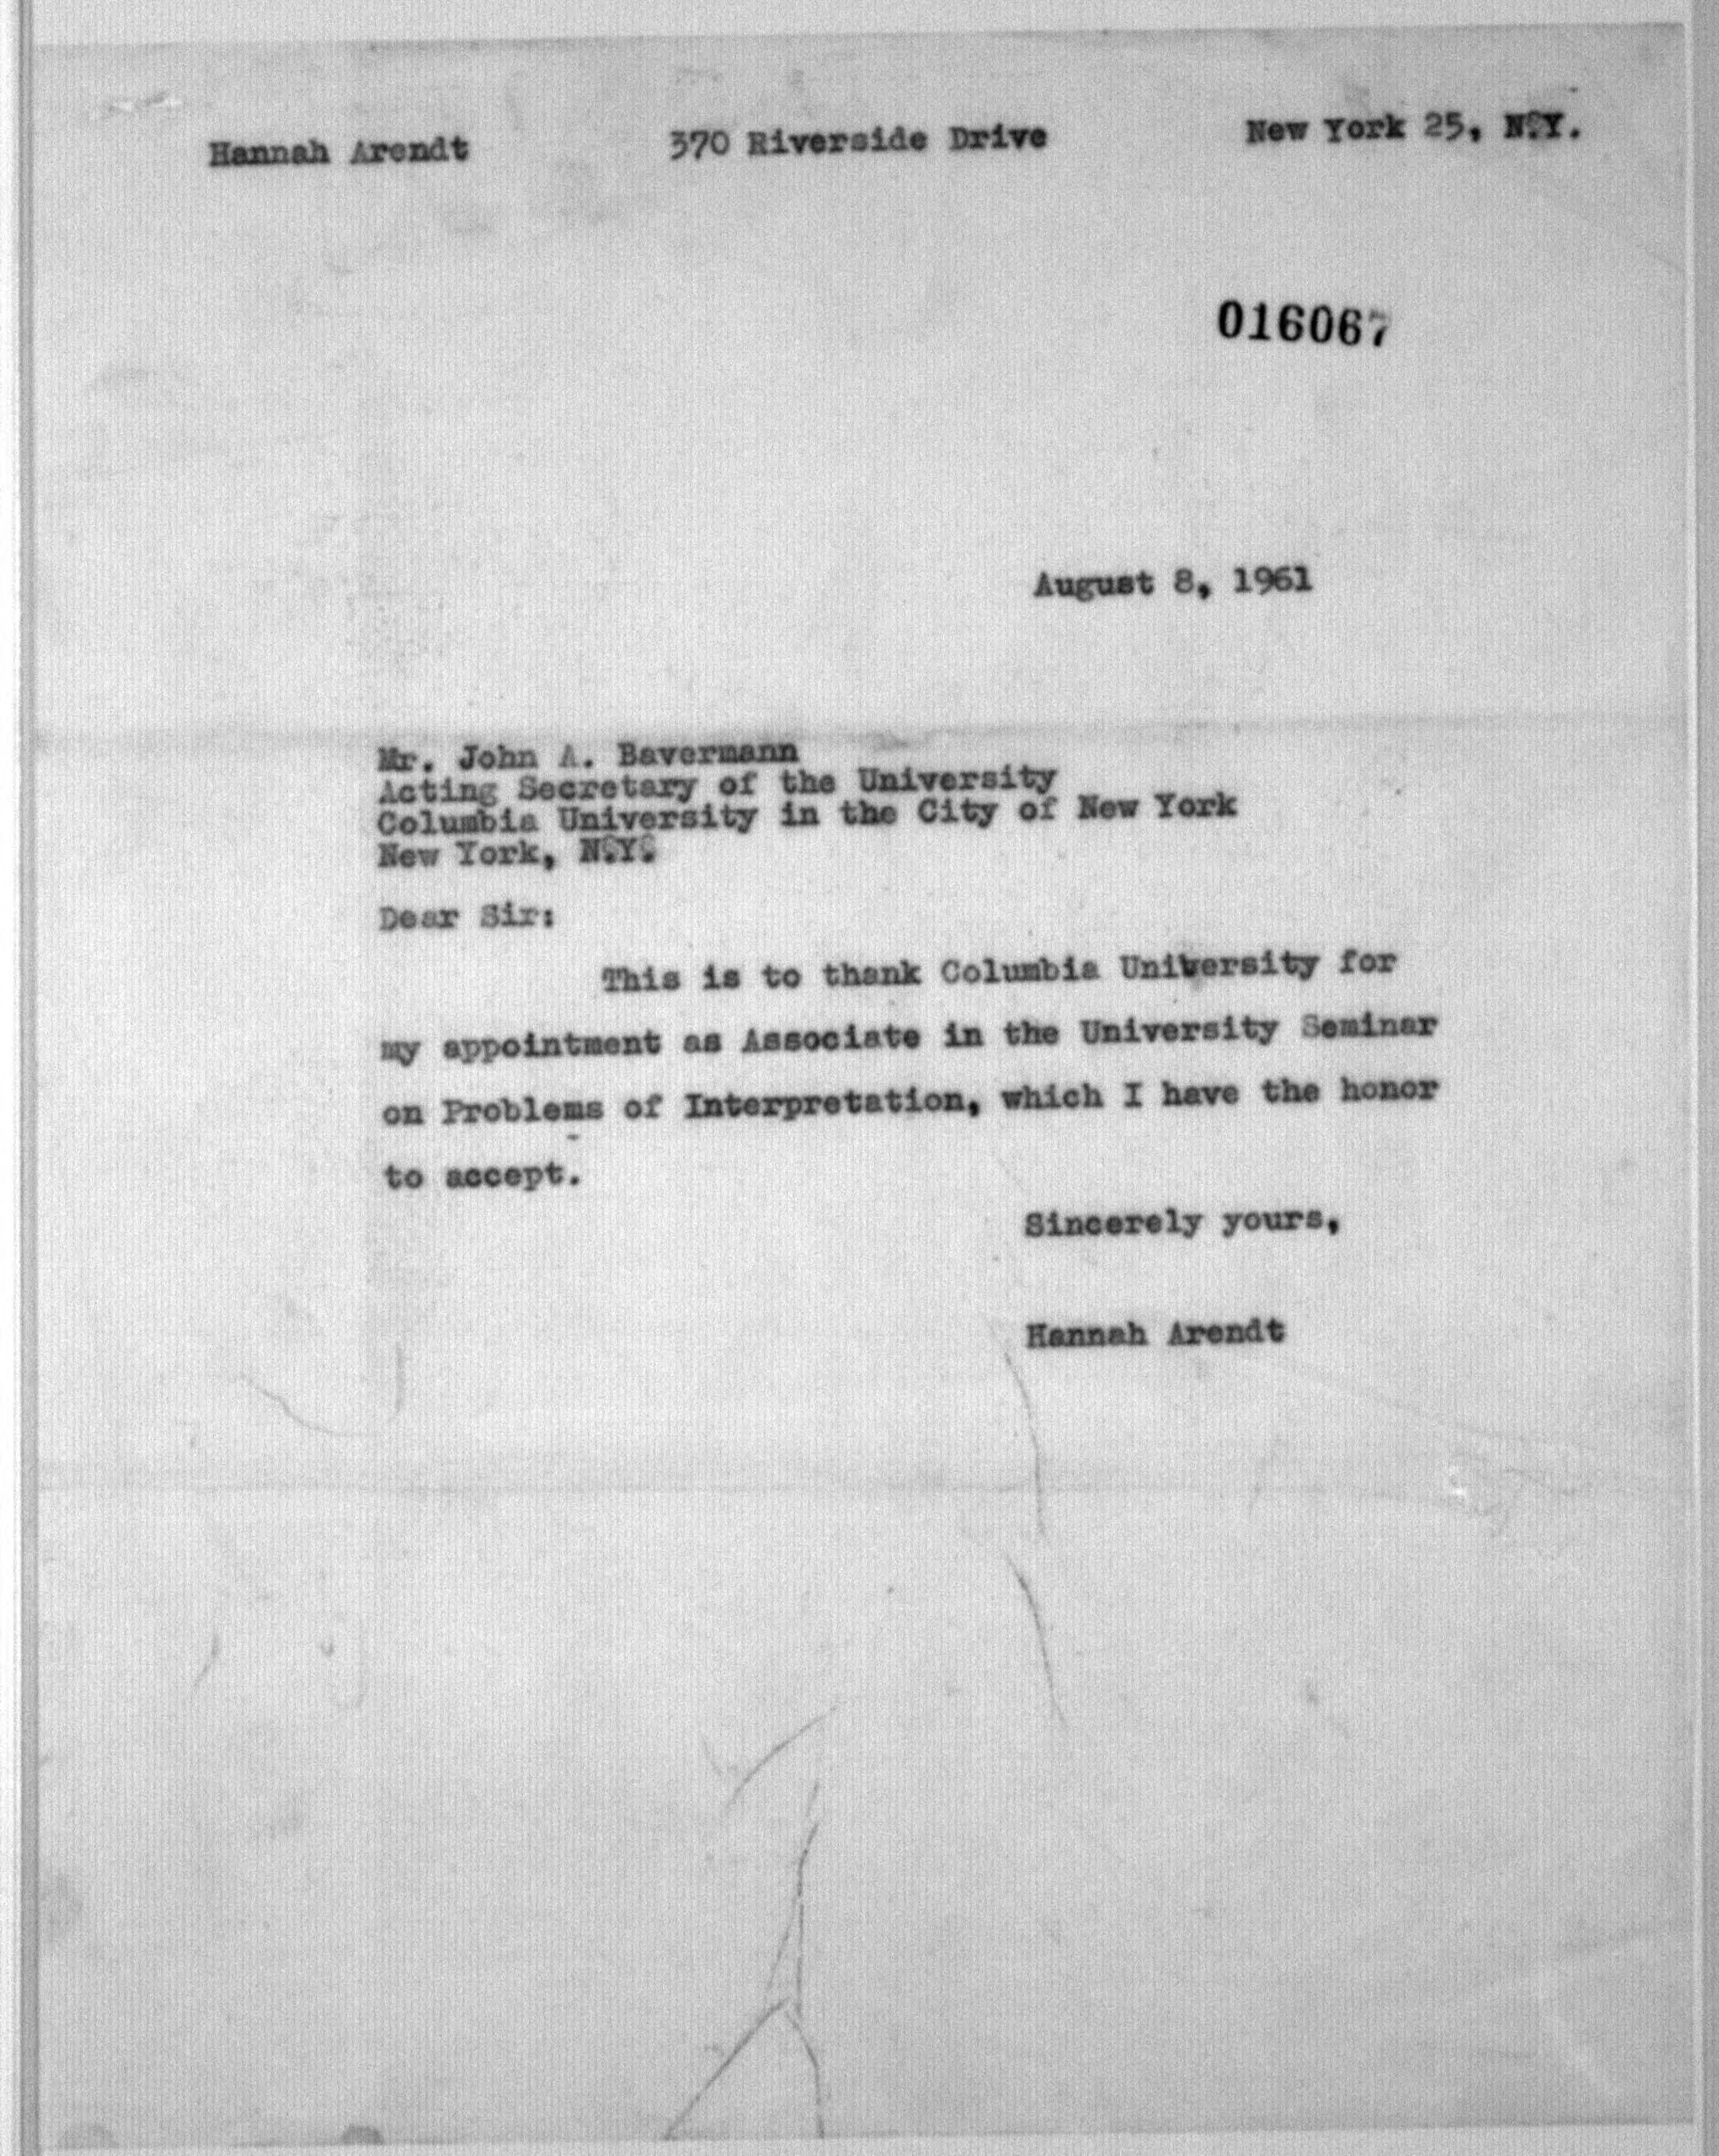 Hannah Arendt 370 Riverside Drive New York 25, N.Y.
016067
August 8, 1961
Mr. John A. Bavermann
Acting Secretary of the University
Columbia University in the City of New York
New York, N.Y.
Dear Sir:
This is to thank Columbia University for
my appointment as Associate in the University Seminar
on Problems of Interpretation, which I have the honor
to accept.
Sincerely yours,
Hannah Arendt